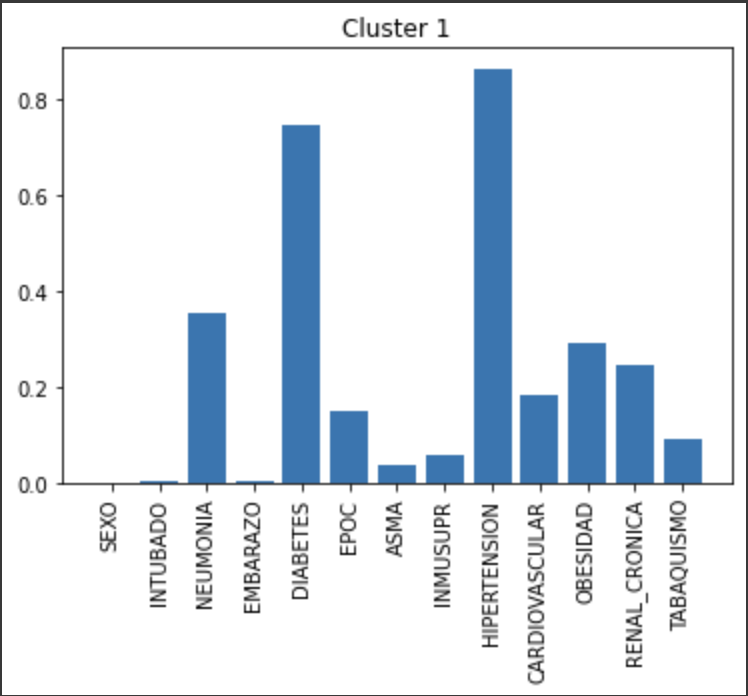 Cluster 1
0.8
0.6
0.4
0.2
0.0
SEXO
INTUBADO
NEUMONIA
EMBARAZO
DIABETES
EPOC
ASMA
INMUSUPR
HIPERTENSION
CARDIOVASCULAR
OBESIDAD
RENAL_CRONICA
TABAQUISMO